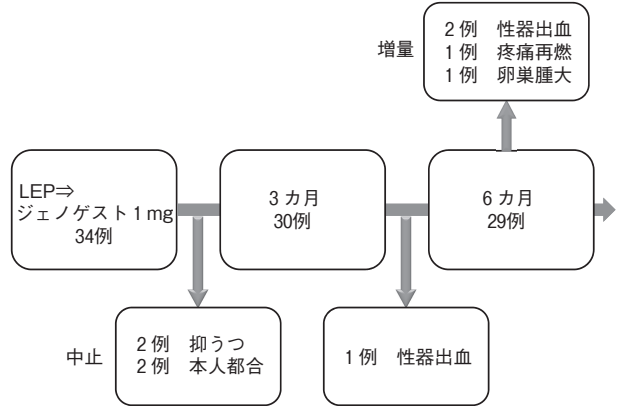 増量
2 例　性器出血
1 例　疼痛再燃
1 例　卵巣腫大
LEP⇒
ジェノゲスト 1 mg
34例
3 カ月
30例
6 カ月
29例
中止
2 例　抑うつ
2 例　本人都合
1 例　性器出血